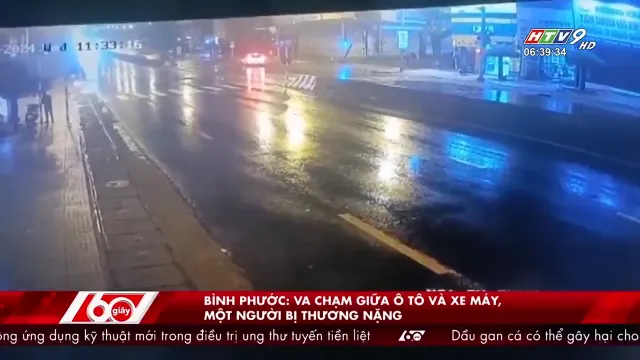 11:33:16
HTV9 HD
06:39:34
60 giây
BÌNH PHƯỚC: VA CHẠM GIỮA Ô TÔ VÀ XE MÁY,
MỘT NGƯỜI BỊ THƯƠNG NẶNG
ng ứng dụng kỹ thuật mới trong điều trị ung thư tuyến tiền liệt 60 Dầu gan cá có thể gây hại cho